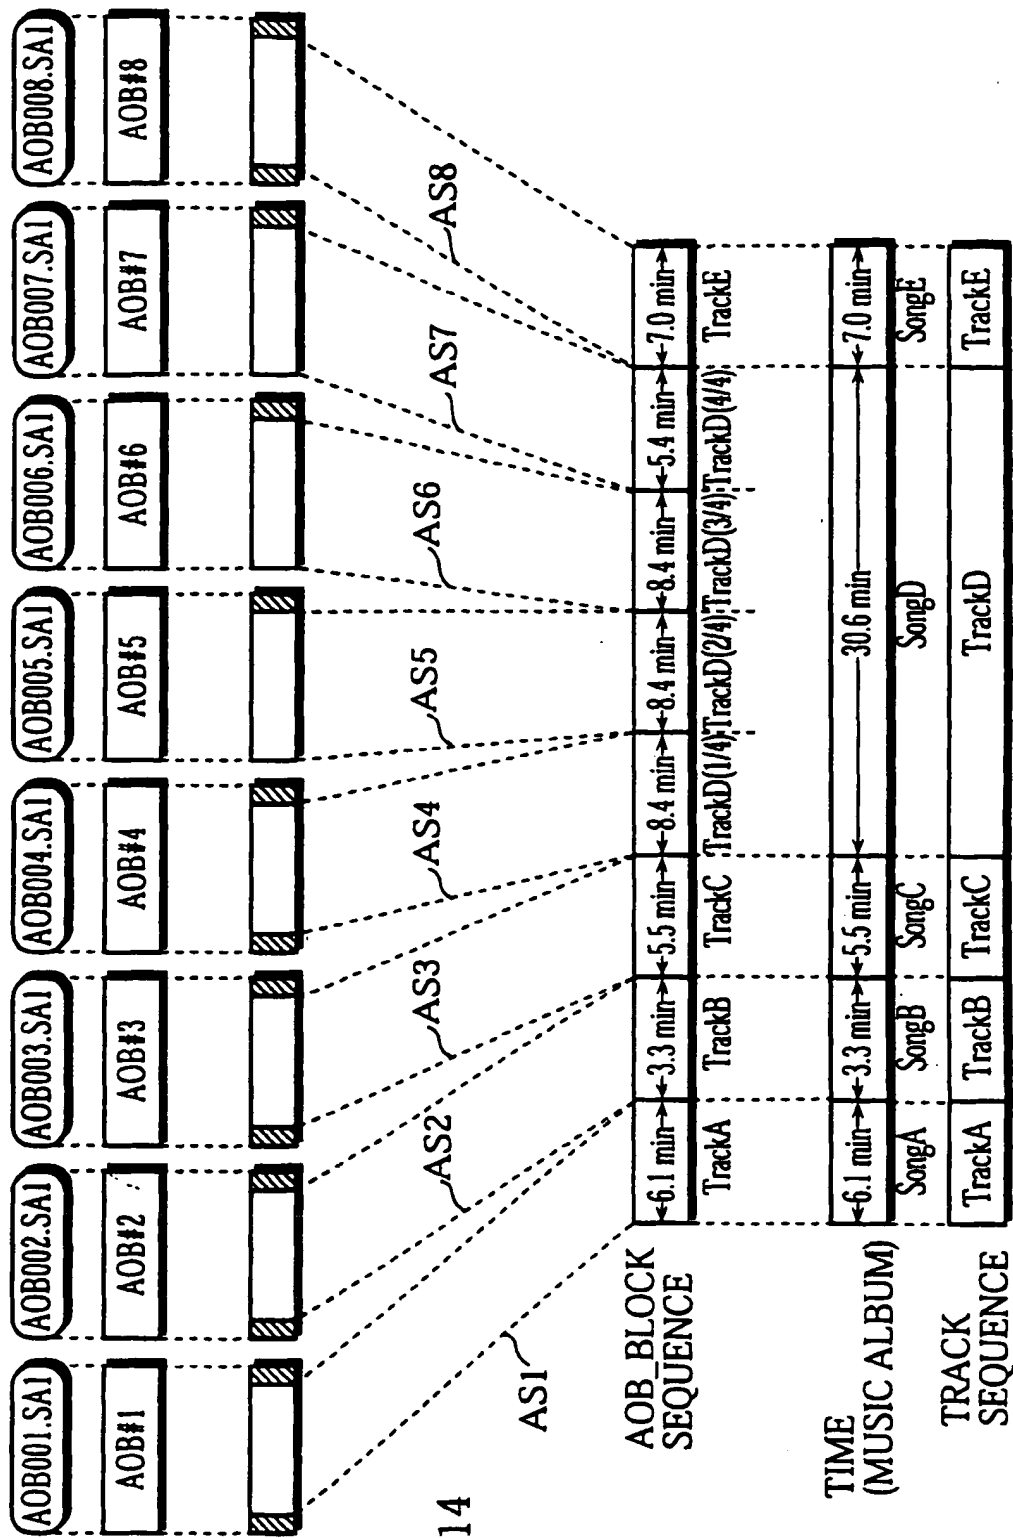 AOB001.SA1
AOB002.SA1
AOB003.SA1
AOB004.SA1
AOB005.SA1
AOB006.SA1
AOB007.SA1
AOB008.SA1
AOB#1
AOB#2
AOB#3
AOB#4
AOB#5
AOB#6
AOB#7
AOB#8
AS1
AS2
AS3
AS4
AS5
AS6
AS7
AS8
14
AOB_BLOCK
SEQUENCE
6.1 min
3.3 min
5.5 min
8.4 min
8.4 min
8.4 min
5.4 min
7.0 min
TrackA
TrackB
TrackC
TrackD(1/4)
TrackD(2/4)
TrackD(3/4)
TrackD(4/4)
TrackE
TIME
(MUSIC ALBUM)
6.1 min
3.3 min
5.5 min
30.6 min
7.0 min
SongA
SongB
SongC
SongD
SongE
TRACK
SEQUENCE
TrackA
TrackB
TrackC
TrackD
TrackE